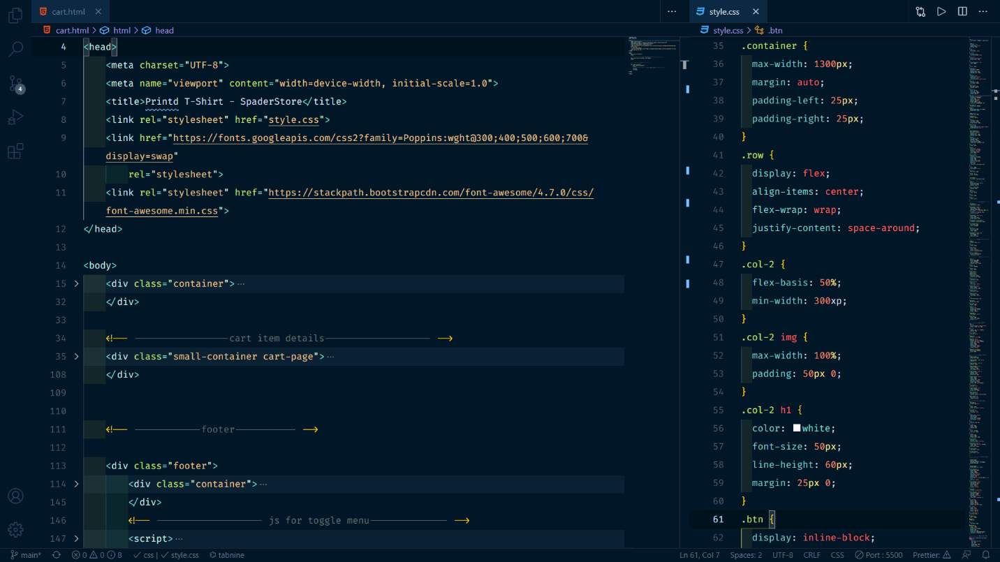 cart.html
style.css
cart.html > html > head
style.css > .btn
4 <head>
5 <meta charset="UTF-8">
6 <meta name="viewport" content="width=device-width, initial-scale=1.0">
7 <title>Printd T-Shirt - SpaderStore</title>
8 <link rel="stylesheet" href="style.css">
9 <link href="https://fonts.googleapis.com/css2?family=Poppins:wght@300;400;500;600;700&
display=swap"
10 rel="stylesheet">
11 <link rel="stylesheet" href="https://stackpath.bootstrapcdn.com/font-awesome/4.7.0/css/
font-awesome.min.css">
12 </head>
13
14 <body>
15 <div class="container">...
32 </div>
33
34 <!-- -----------------cart item details------------------- -->
35 <div class="small-container cart-page">...
108 </div>
109
110
111 <!-- ------------footer----------- -->
112
113 <div class="footer">
114 <div class="container">...
145 </div>
146 <!-- ------------------- js for toggle menu-------------- -->
147 <script>...
35 .container {
36 max-width: 1300px;
37 margin: auto;
38 padding-left: 25px;
39 padding-right: 25px;
40 }
41 .row {
42 display: flex;
43 align-items: center;
44 flex-wrap: wrap;
45 justify-content: space-around;
46 }
47 .col-2 {
48 flex-basis: 50%;
49 min-width: 300xp;
50 }
51 .col-2 img {
52 max-width: 100%;
53 padding: 50px 0;
54 }
55 .col-2 h1 {
56 color: white;
57 font-size: 50px;
58 line-height: 60px;
59 margin: 25px 0;
60 }
61 .btn {
62 display: inline-block;
4
main* 0 0 8 css | style.css tabnine Ln 61, Col 7 Spaces: 2 UTF-8 CRLF CSS Port : 5500 Prettier: